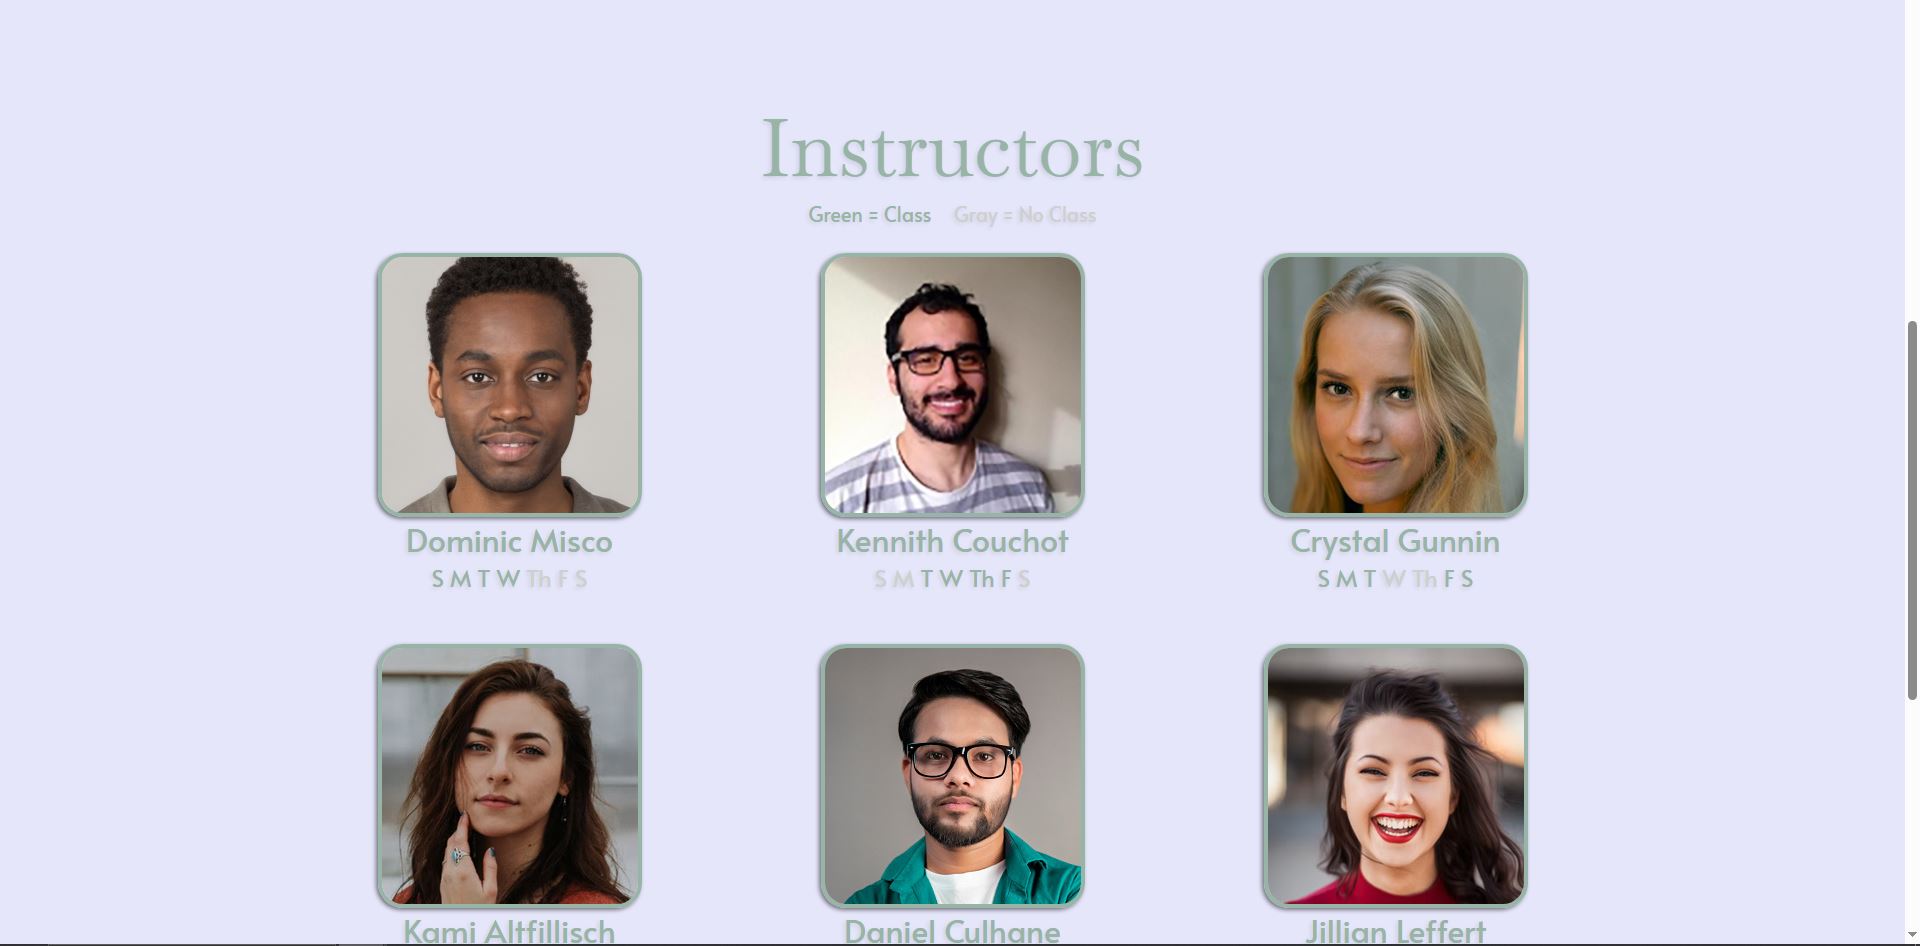 Instructors
Green = Class Gray = No Class
Dominic Misco Kennith Couchot Crystal Gunnin
S M T W Th F S S M T W Th F S S M T W Th F S
Kami Altfillisch Daniel Culhane Jillian Leffert